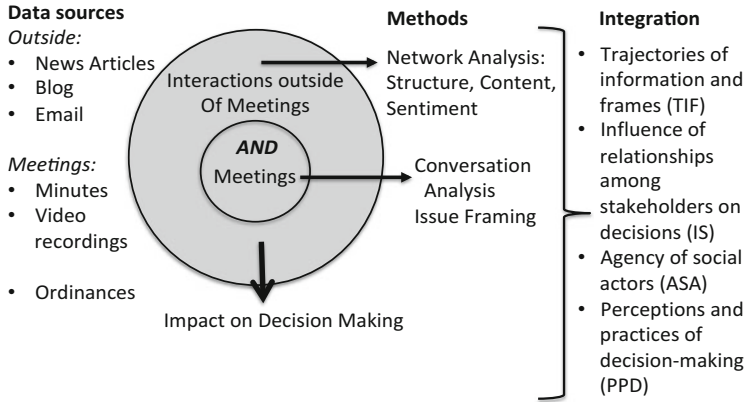 Data sources
Outside:
• News Articles
• Blog
• Email
Meetings:
• Minutes
• Video
recordings
• Ordinances
Interactions outside
Of Meetings
AND
Meetings
Impact on Decision Making
Methods
Network Analysis:
Structure, Content,
Sentiment
Conversation
Analysis
Issue Framing
Integration
• Trajectories of
information and
frames (TIF)
• Influence of
relationships
among
stakeholders on
decisions (IS)
• Agency of social
actors (ASA)
• Perceptions and
practices of
decision-making
(PPD)